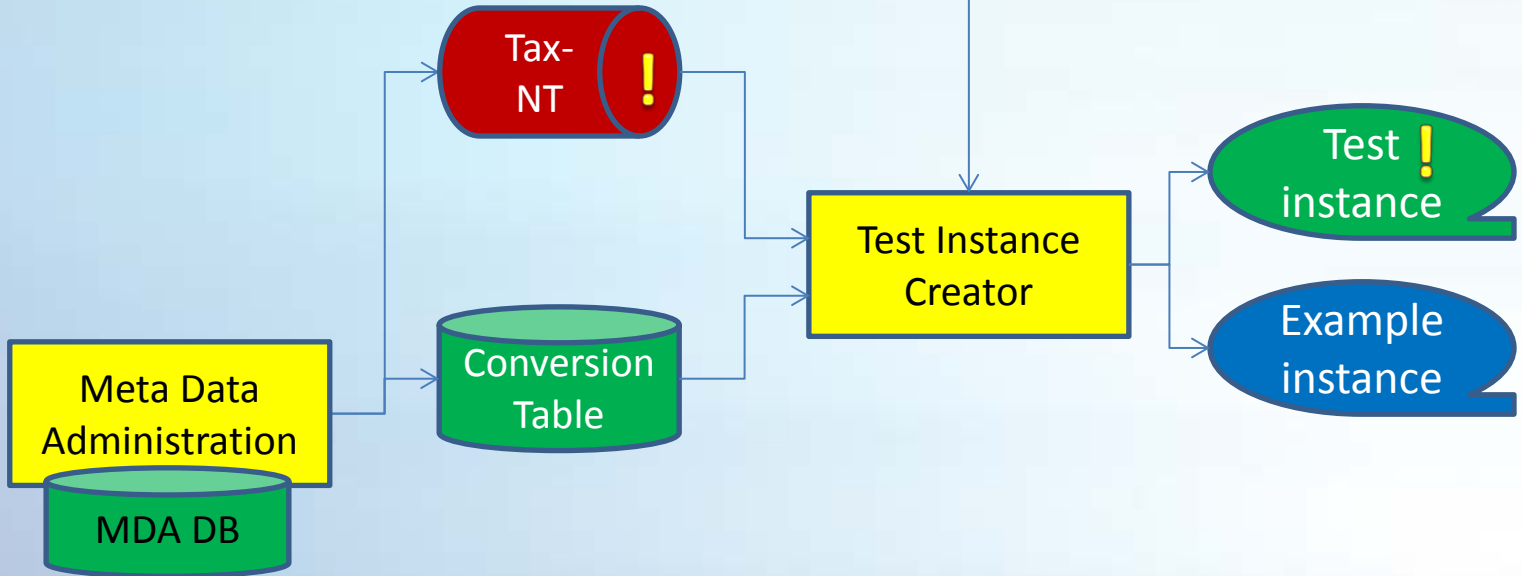 Tax-
NT
!
Test !
instance
Test Instance
Creator
Example
instance
Conversion
Table
Meta Data
Administration
MDA DB